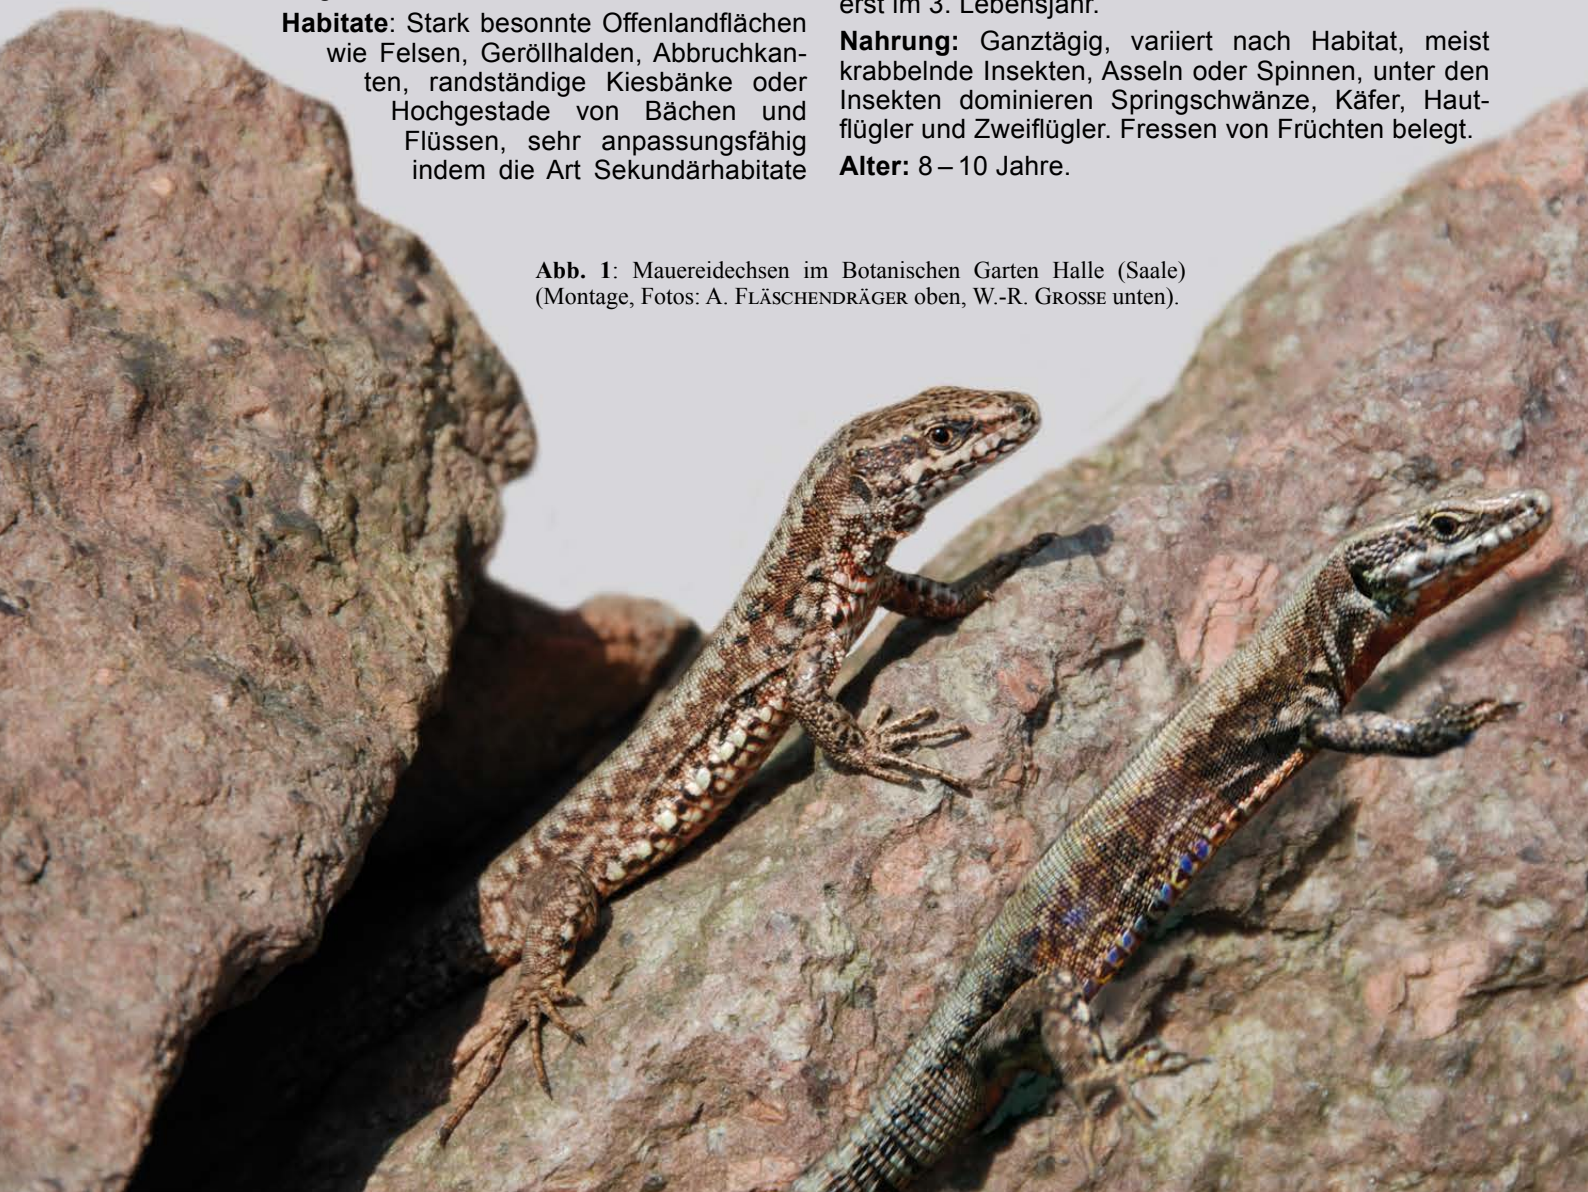 Habitate: Stark besonnte Offenlandflächen
wie Felsen, Geröllhalden, Abbruchkan-
ten, randständige Kiesbänke oder
Hochgestade von Bächen und
Flüssen, sehr anpassungsfähig
indem die Art Sekundärhabitate
erst im 3. Lebensjahr.
Nahrung: Ganztägig, variiert nach Habitat, meist
krabbelnde Insekten, Asseln oder Spinnen, unter den
Insekten dominieren Springschwänze, Käfer, Haut-
flügler und Zweiflügler. Fressen von Früchten belegt.
Alter: 8 – 10 Jahre.
Abb. 1: Mauereidechsen im Botanischen Garten Halle (Saale)
(Montage, Fotos: A. FLÄSCHENDRÄGER oben, W.-R. GROSSE unten).